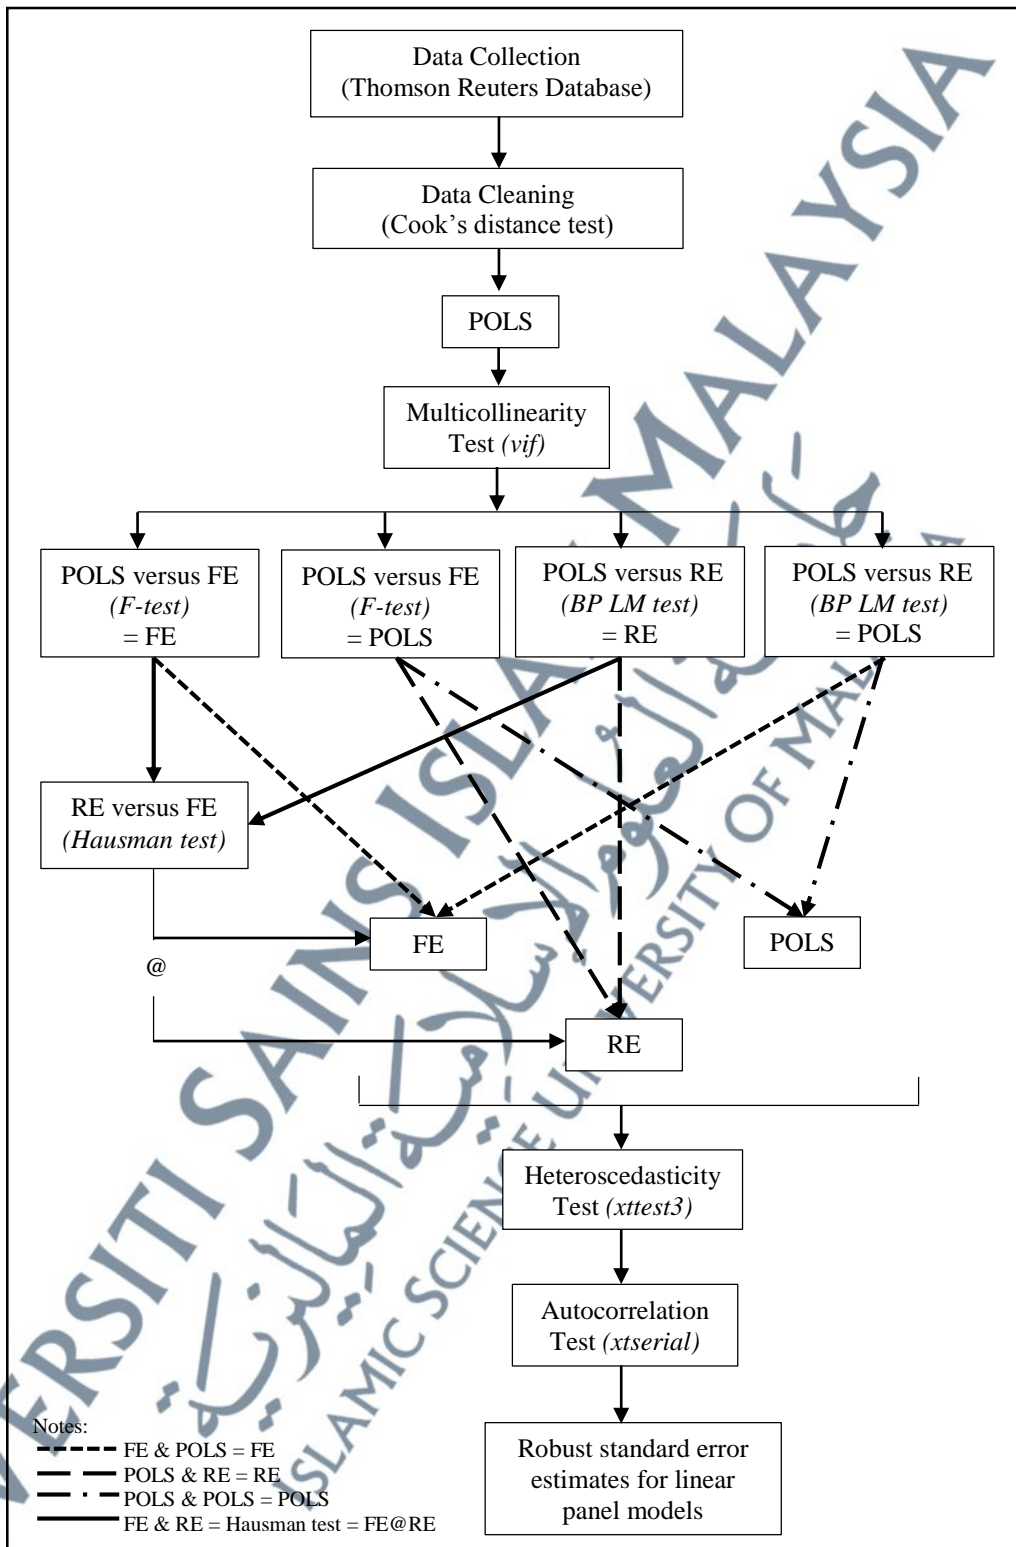 Data Collection
(Thomson Reuters Database)
Data Cleaning
(Cook's distance test)
POLS
Multicollinearity
Test (vif)
POLS versus FE
(F-test)
= FE
POLS versus FE
(F-test)
= POLS
POLS versus RE
(BP LM test)
= RE
POLS versus RE
(BP LM test)
= POLS
RE versus FE
(Hausman test)
FE
POLS
@
RE
Heteroscedasticity
Test (xttest3)
Autocorrelation
Test (xtserial)
Robust standard error
estimates for linear
panel models
Notes:
FE & POLS = FE
POLS & RE = RE
POLS & POLS = POLS
FE & RE = Hausman test = FE@RE
VERSITI SAINS ISLAM MALAYSIA
ISLAMIC SCIENCE UNIVERSITY OF MALAYSIA